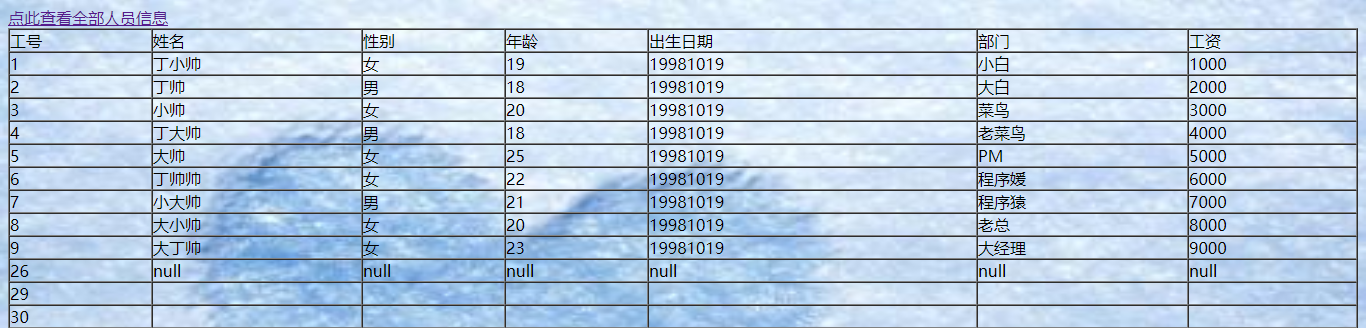 点此查看全部人员信息
工号 姓名 性别 年龄 出生日期 部门 工资
1 丁小帅 女 19 19981019 小白 1000
2 丁帅 男 18 19981019 大白 2000
3 小帅 女 20 19981019 菜鸟 3000
4 丁大帅 男 18 19981019 老菜鸟 4000
5 大帅 女 25 19981019 PM 5000
6 丁帅帅 女 22 19981019 程序媛 6000
7 小大帅 男 21 19981019 程序猿 7000
8 大小帅 女 20 19981019 老总 8000
9 大丁帅 女 23 19981019 大经理 9000
26 null null null null null null
29
30